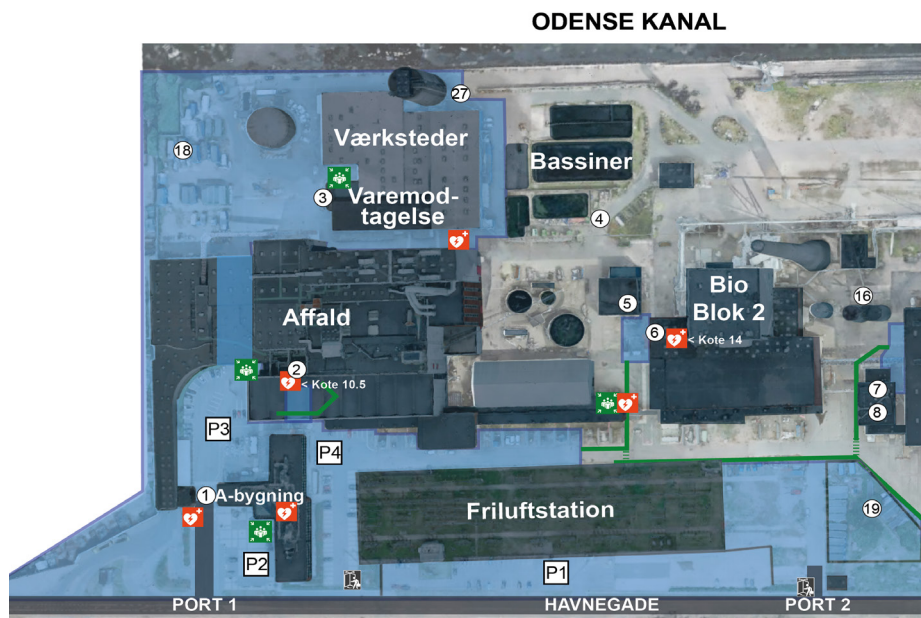 ODENSE KANAL
27
Værksteder
18
Bassiner
3
Varemod-
tagelse
4
Bio
Blok 2
5
16
Affald
6
< Kote 14
2
< Kote 10.5
7
8
P3
P4
1
A-bygning
Friluftstation
19
P2
P1
PORT 1
HAVNEGADE
PORT 2